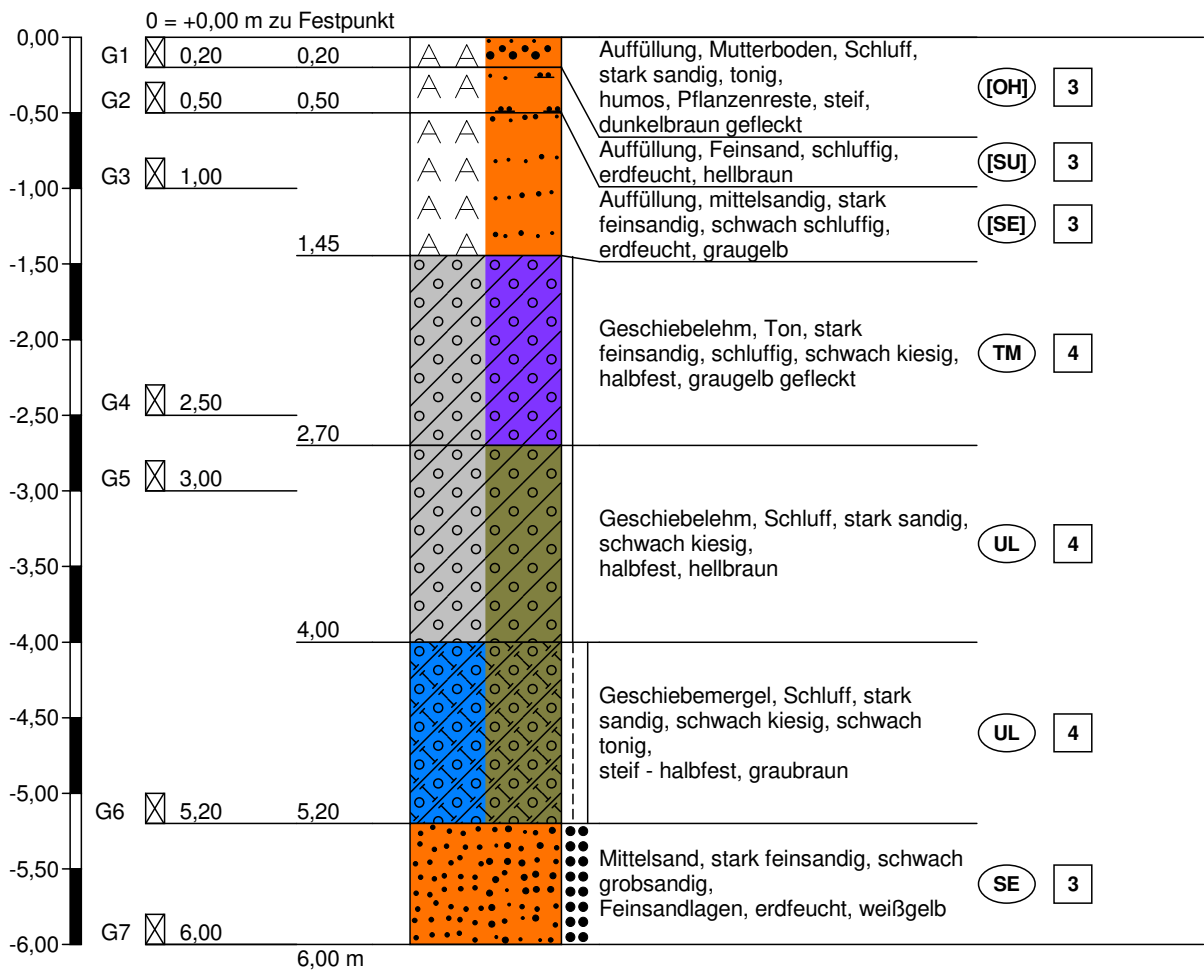 0 = +0,00 m zu Festpunkt
0,00
G1
0,20
0,20
Auffüllung, Mutterboden, Schluff,
stark sandig, tonig,
humos, Pflanzenreste, steif,
dunkelbraun gefleckt
[OH]
3
-0,50
G2
0,50
0,50
Auffüllung, Feinsand, schluffig,
erdfeucht, hellbraun
[SU]
3
-1,00
G3
1,00
Auffüllung, mittelsandig, stark
feinsandig, schwach schluffig,
erdfeucht, graugelb
[SE]
3
1,45
-1,50
-2,00
Geschiebelehm, Ton, stark
feinsandig, schluffig, schwach kiesig,
halbfest, graugelb gefleckt
TM
4
G4
2,50
-2,50
2,70
G5
3,00
-3,00
Geschiebelehm, Schluff, stark sandig,
schwach kiesig,
halbfest, hellbraun
UL
4
-3,50
4,00
-4,00
Geschiebemergel, Schluff, stark
sandig, schwach kiesig, schwach
tonig,
steif - halbfest, graubraun
UL
4
-4,50
-5,00
G6
5,20
5,20
Mittelsand, stark feinsandig, schwach
grobsandig,
Feinsandlagen, erdfeucht, weißgelb
SE
3
-5,50
G7
6,00
-6,00
6,00 m